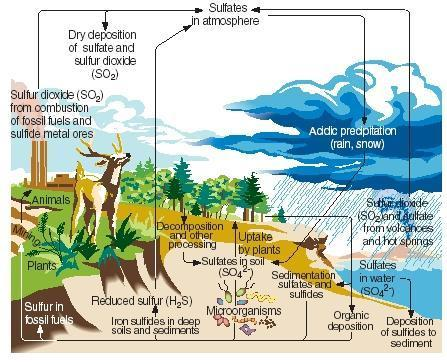 Sulfates
in atmosphere
Dry deposition
of sulfate and
sulfur dioxide
(SO2)
Sulfur dioxide (SO2)
from combustion
of fossil fuels and
sulfide metal ores
Acidic precipitation
(rain, snow)
Animals
Mining
Plants
Decomposition
and other
processing
Uptake
by plants
Sulfur dioxide
(SO2)and sulfate
from volcanoes
and hot springs
Sulfates in soil
(SO4 2-)
Sedimentation
sulfates and
sulfides
Sulfates
in water
(SO4 2-)
Sulfur in
fossil fuels
Reduced sulfur (H2S)
Iron sulfides in deep
soils and sediments
Microorganisms
Organic
deposition
Deposition
of sulfides to
sediment